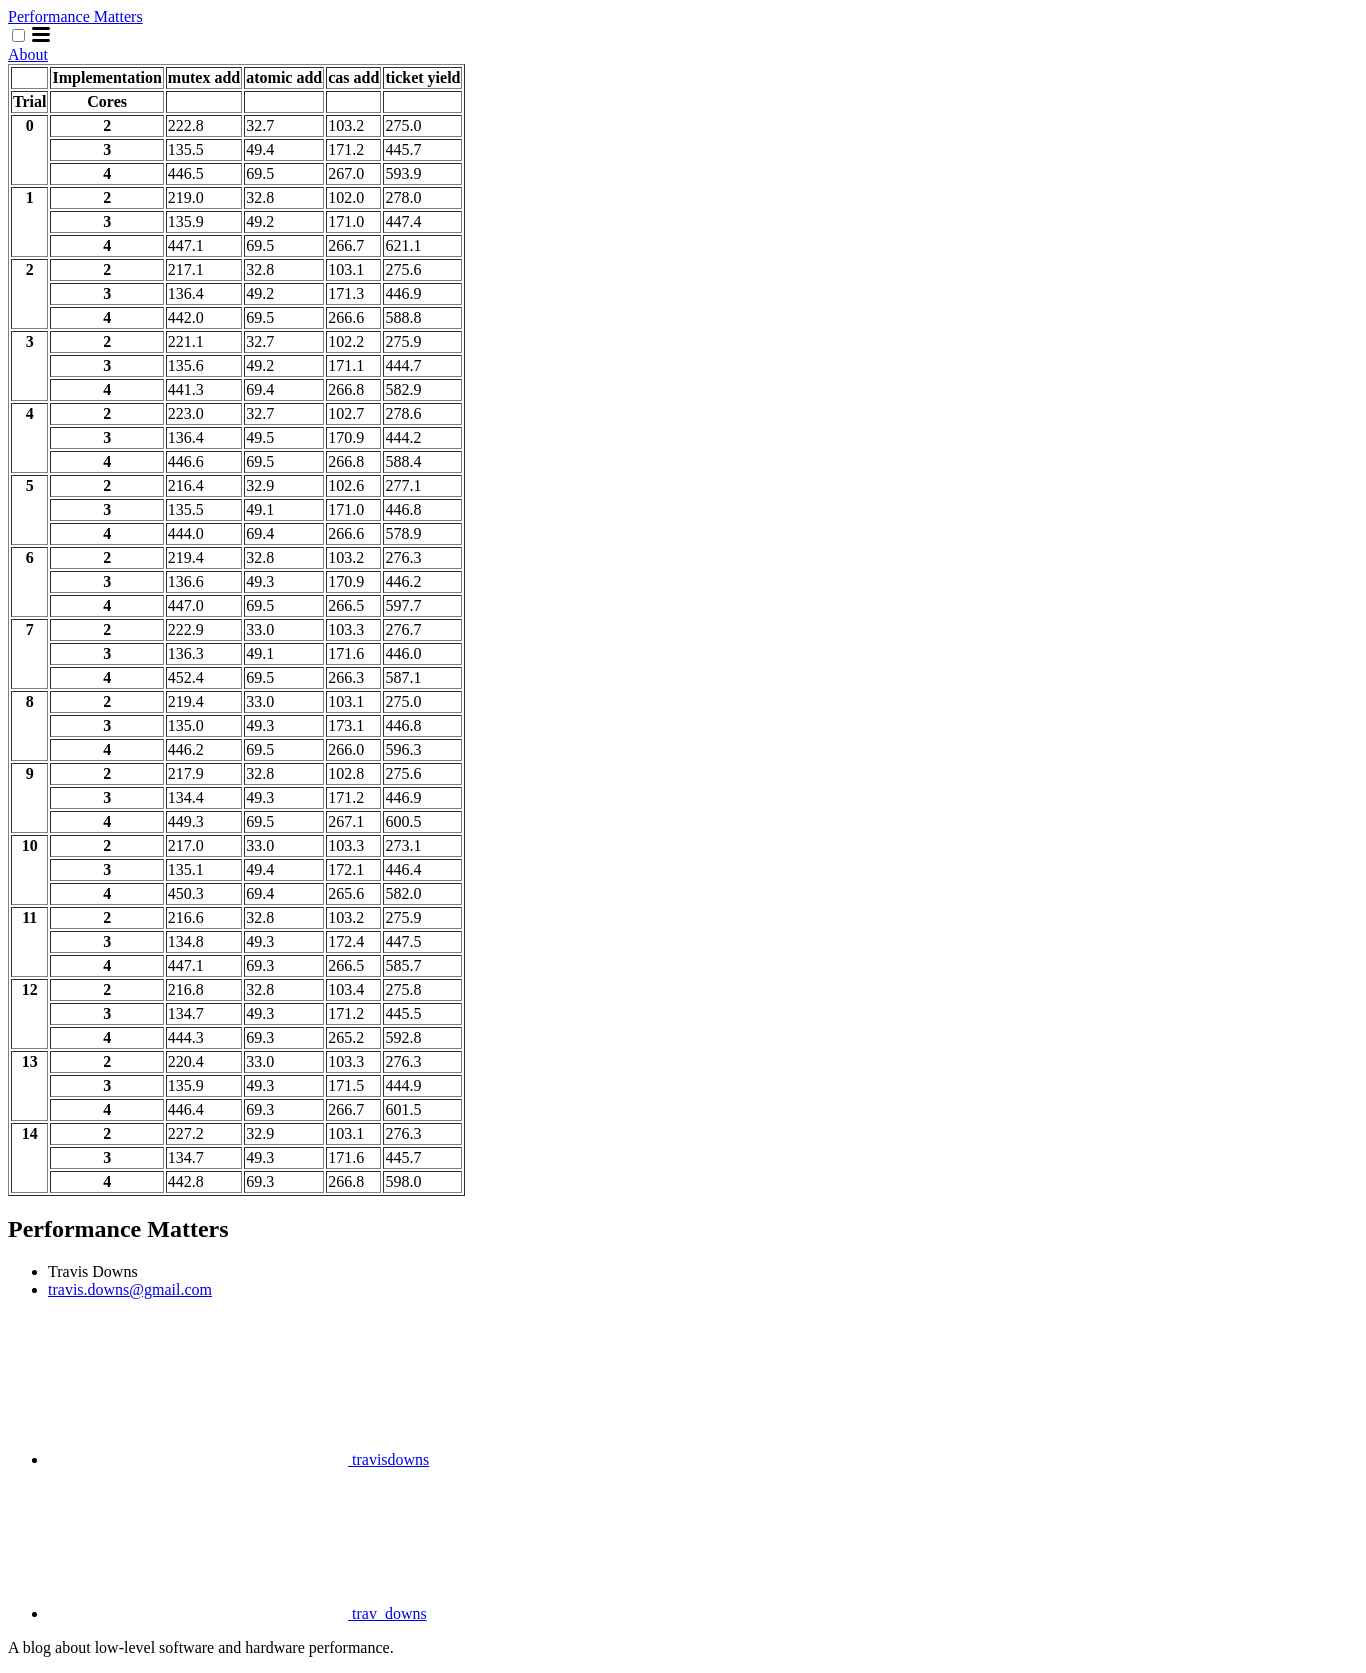 Performance Matters
About
Implementation mutex add atomic add cas add ticket yield
Trial Cores
0 2 222.8 32.7 103.2 275.0
3 135.5 49.4 171.2 445.7
4 446.5 69.5 267.0 593.9
1 2 219.0 32.8 102.0 278.0
3 135.9 49.2 171.0 447.4
4 447.1 69.5 266.7 621.1
2 2 217.1 32.8 103.1 275.6
3 136.4 49.2 171.3 446.9
4 442.0 69.5 266.6 588.8
3 2 221.1 32.7 102.2 275.9
3 135.6 49.2 171.1 444.7
4 441.3 69.4 266.8 582.9
4 2 223.0 32.7 102.7 278.6
3 136.4 49.5 170.9 444.2
4 446.6 69.5 266.8 588.4
5 2 216.4 32.9 102.6 277.1
3 135.5 49.1 171.0 446.8
4 444.0 69.4 266.6 578.9
6 2 219.4 32.8 103.2 276.3
3 136.6 49.3 170.9 446.2
4 447.0 69.5 266.5 597.7
7 2 222.9 33.0 103.3 276.7
3 136.3 49.1 171.6 446.0
4 452.4 69.5 266.3 587.1
8 2 219.4 33.0 103.1 275.0
3 135.0 49.3 173.1 446.8
4 446.2 69.5 266.0 596.3
9 2 217.9 32.8 102.8 275.6
3 134.4 49.3 171.2 446.9
4 449.3 69.5 267.1 600.5
10 2 217.0 33.0 103.3 273.1
3 135.1 49.4 172.1 446.4
4 450.3 69.4 265.6 582.0
11 2 216.6 32.8 103.2 275.9
3 134.8 49.3 172.4 447.5
4 447.1 69.3 266.5 585.7
12 2 216.8 32.8 103.4 275.8
3 134.7 49.3 171.2 445.5
4 444.3 69.3 265.2 592.8
13 2 220.4 33.0 103.3 276.3
3 135.9 49.3 171.5 444.9
4 446.4 69.3 266.7 601.5
14 2 227.2 32.9 103.1 276.3
3 134.7 49.3 171.6 445.7
4 442.8 69.3 266.8 598.0
Performance Matters
Travis Downs
travis.downs@gmail.com
travisdowns
trav_downs
A blog about low-level software and hardware performance.